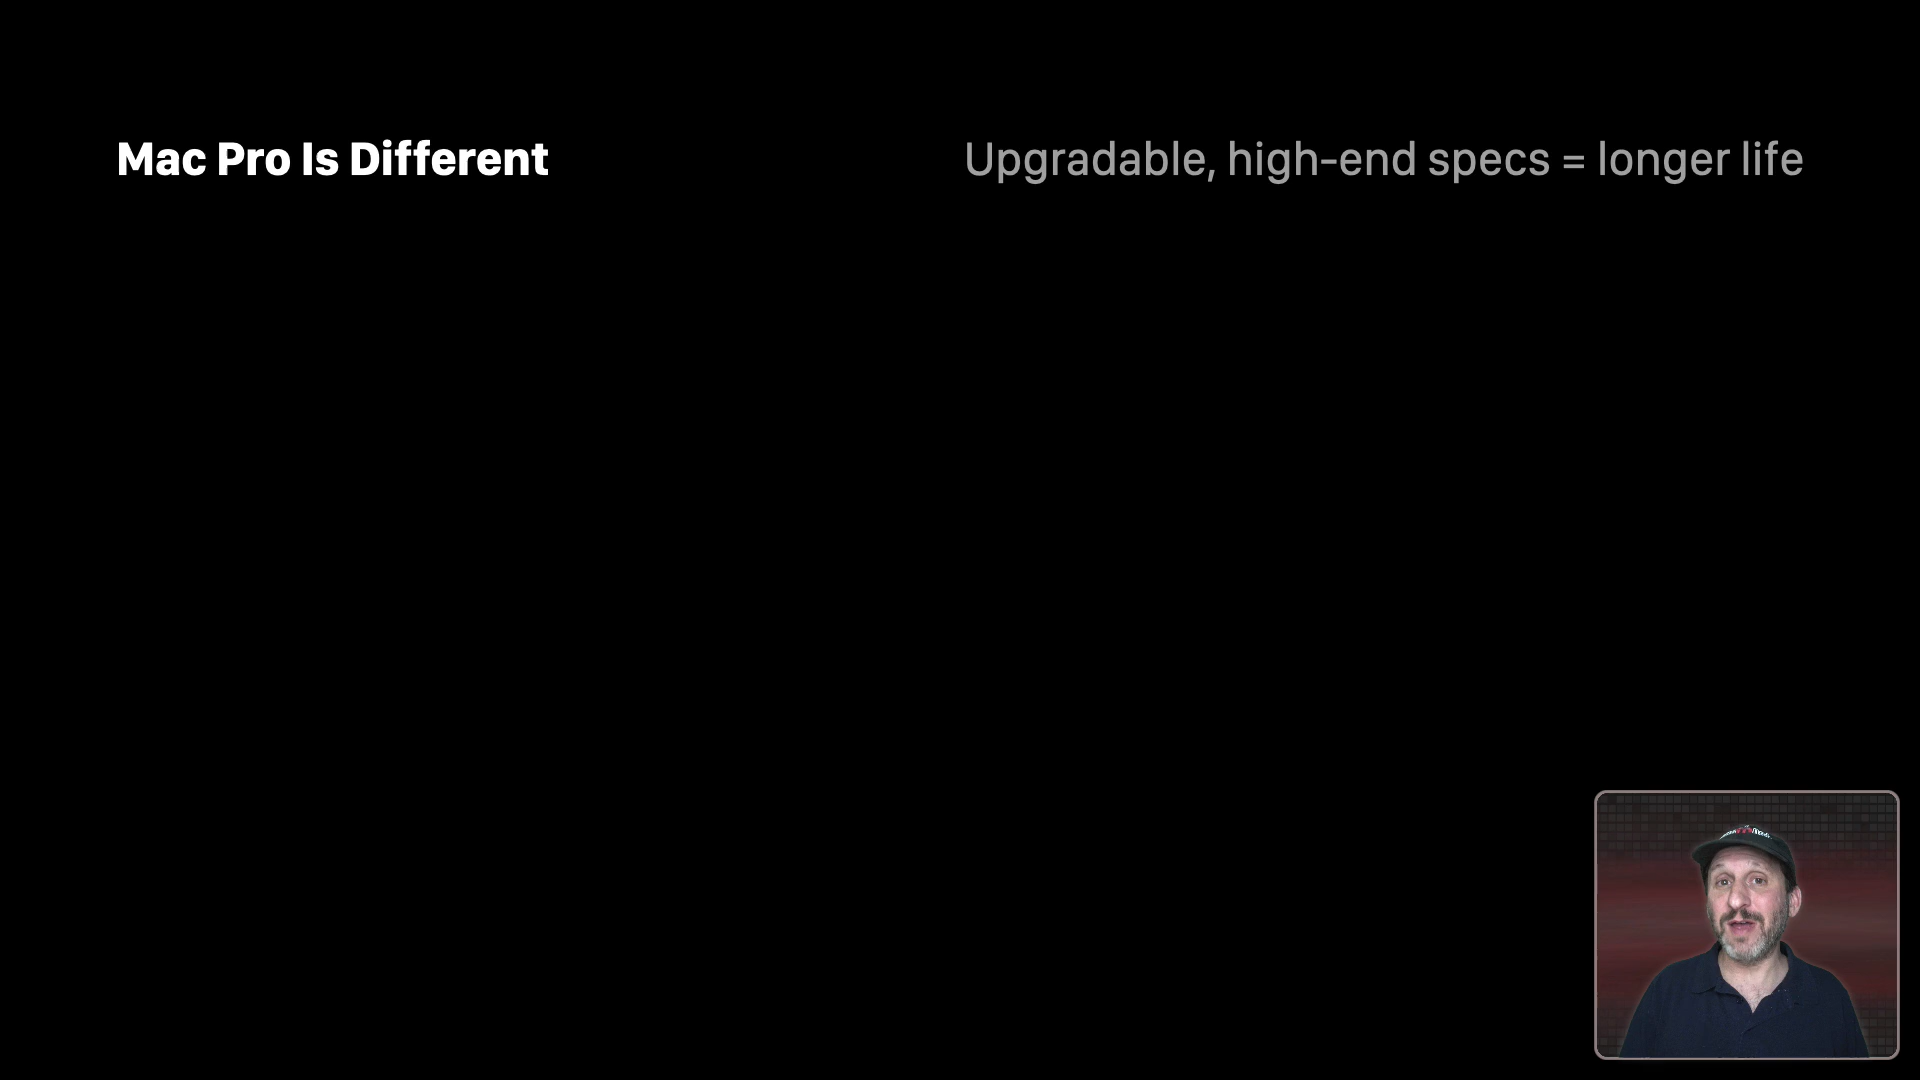 Mac Pro Is Different
Upgradable, high-end specs = longer life